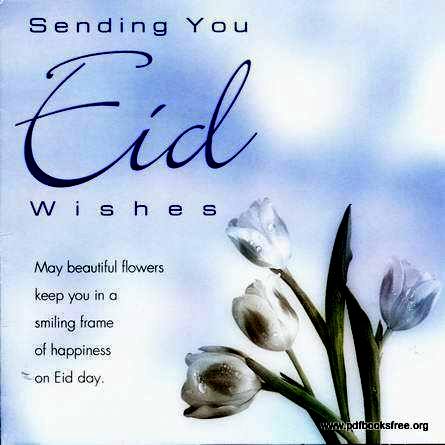 Sending You
Eid
Wishes
May beautiful flowers
keep you in a
smiling frame
of happiness
on Eid day.
www.pdfbooksfree.org